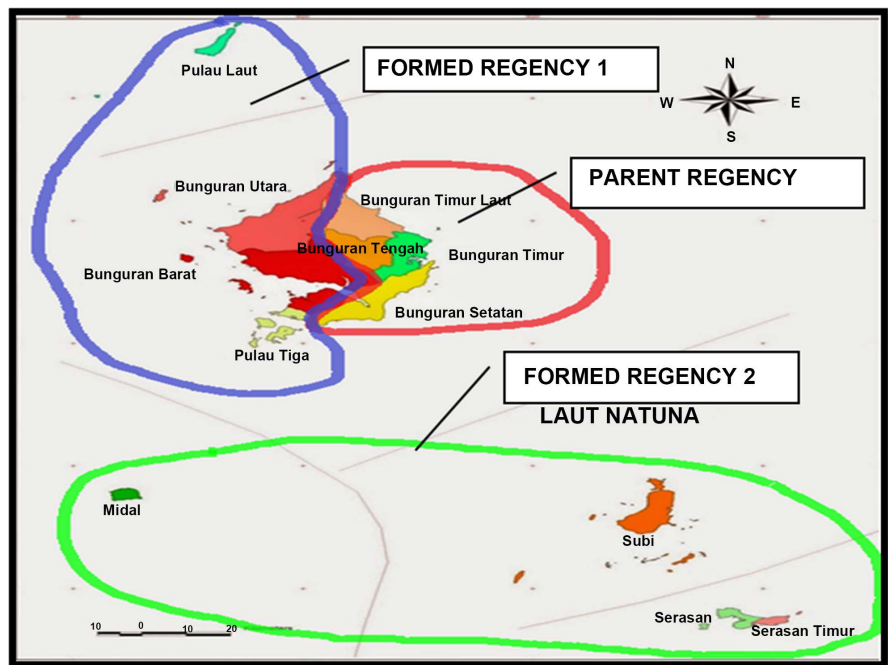 Pulau Laut
FORMED REGENCY 1
N
W E
S
Bunguran Utara
PARENT REGENCY
Bunguran Timur Laut
Bunguran Tengah
Bunguran Timur
Bunguran Barat
Bunguran Setatan
Pulau Tiga
FORMED REGENCY 2
LAUT NATUNA
Midal
Subi
Serasan
Serasan Timur
10 0 10 20